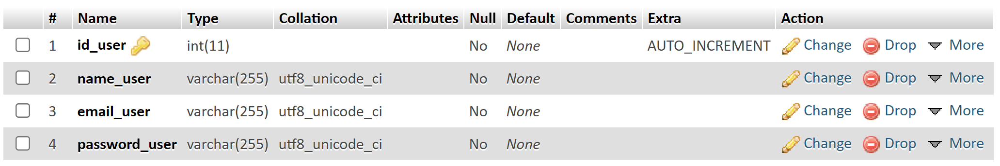 # Name Type Collation Attributes Null Default Comments Extra Action
1 id_user int(11) No None AUTO_INCREMENT Change Drop More
2 name_user varchar(255) utf8_unicode_ci No None Change Drop More
3 email_user varchar(255) utf8_unicode_ci No None Change Drop More
4 password_user varchar(255) utf8_unicode_ci No None Change Drop More